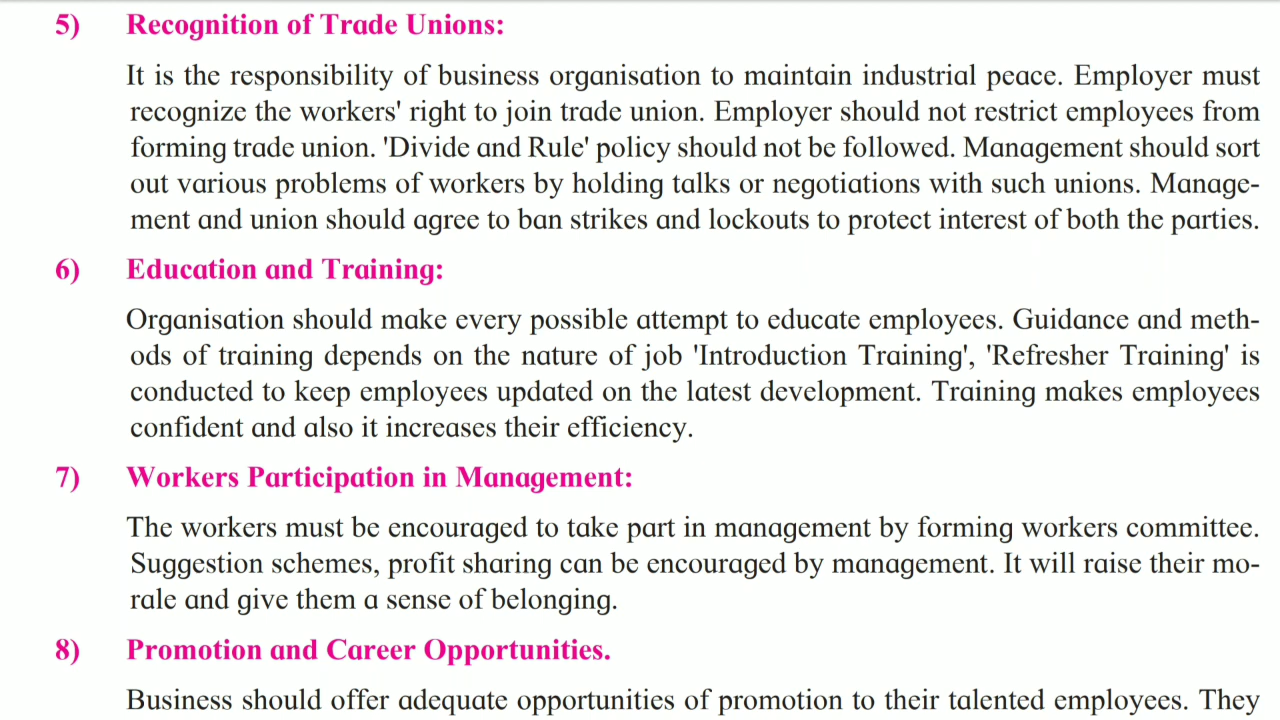 5) Recognition of Trade Unions:
It is the responsibility of business organisation to maintain industrial peace. Employer must
recognize the workers' right to join trade union. Employer should not restrict employees from
forming trade union. 'Divide and Rule' policy should not be followed. Management should sort
out various problems of workers by holding talks or negotiations with such unions. Manage-
ment and union should agree to ban strikes and lockouts to protect interest of both the parties.
6) Education and Training:
Organisation should make every possible attempt to educate employees. Guidance and meth-
ods of training depends on the nature of job 'Introduction Training', 'Refresher Training' is
conducted to keep employees updated on the latest development. Training makes employees
confident and also it increases their efficiency.
7) Workers Participation in Management:
The workers must be encouraged to take part in management by forming workers committee.
Suggestion schemes, profit sharing can be encouraged by management. It will raise their mo-
rale and give them a sense of belonging.
8) Promotion and Career Opportunities.
Business should offer adequate opportunities of promotion to their talented employees. They